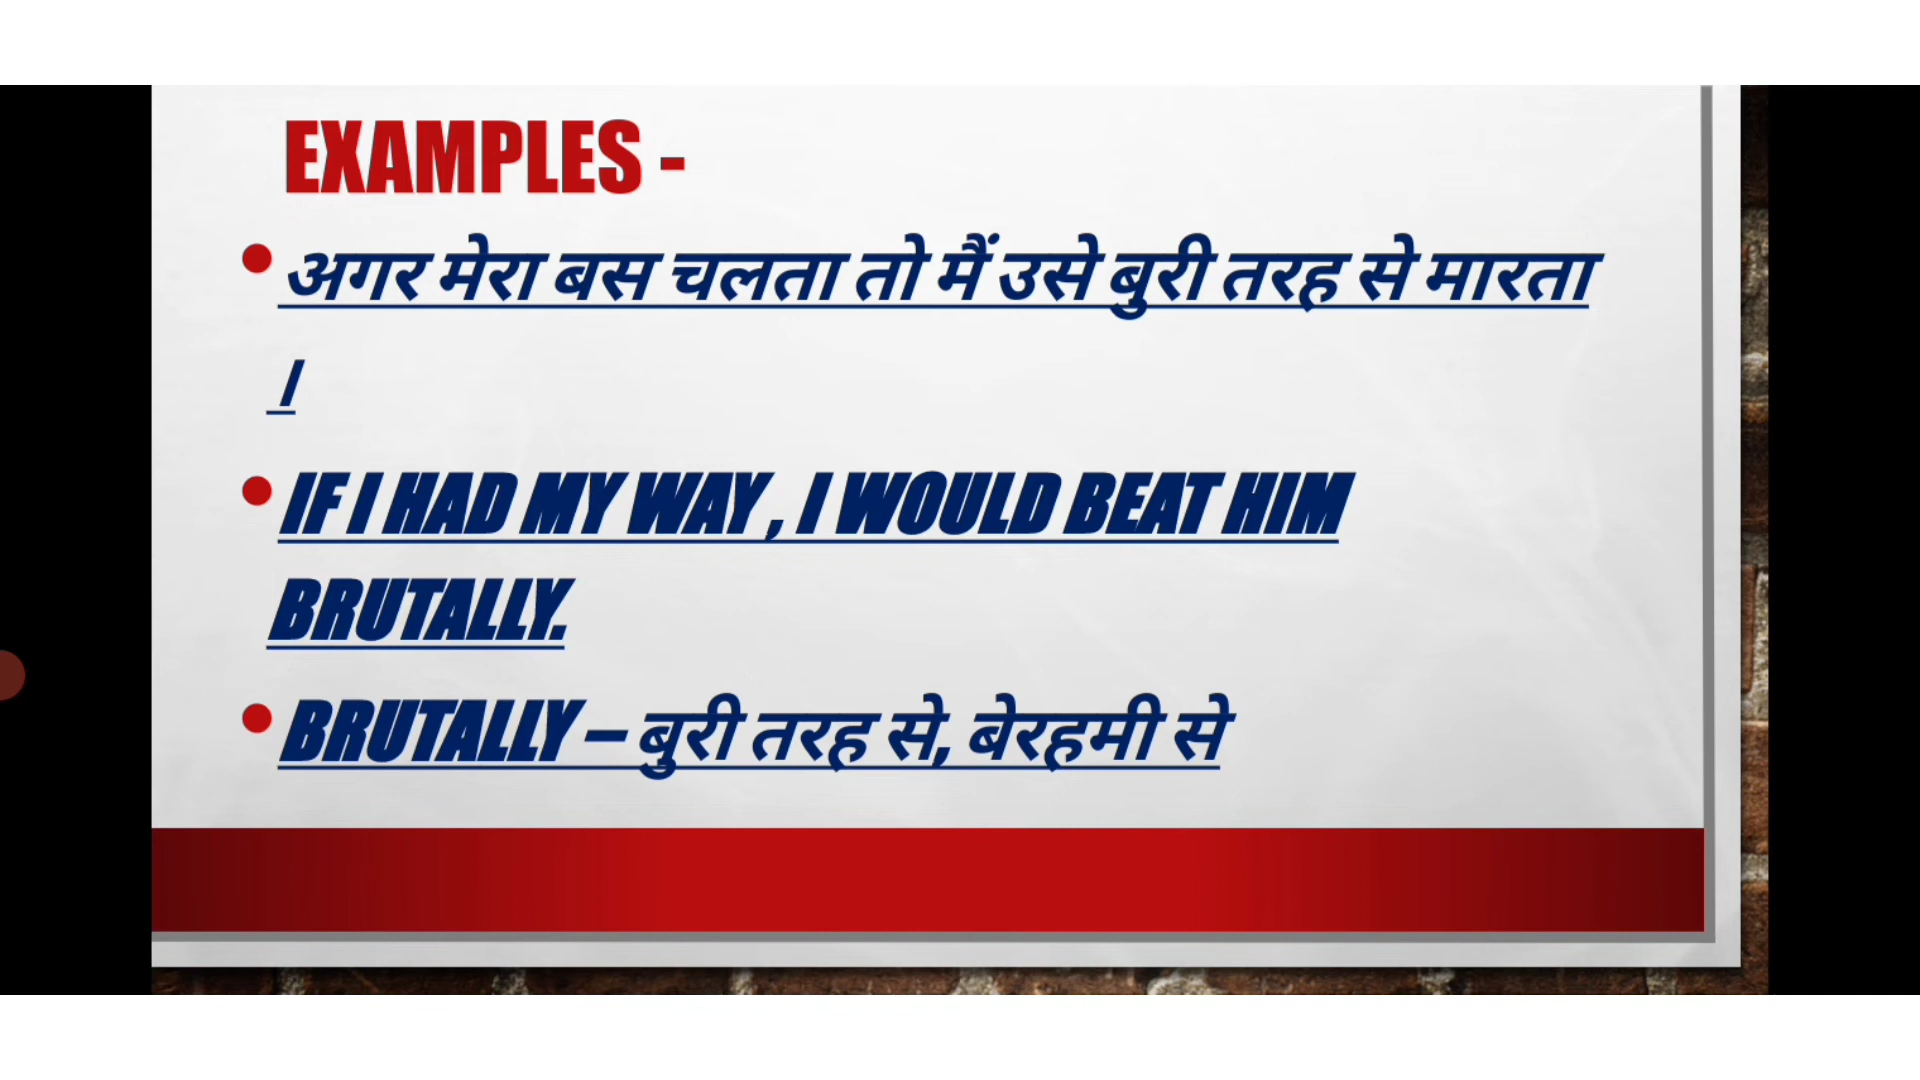 EXAMPLES -
अगर मेरा बस चलता तो मैं उसे बुरी तरह से मारता
।
IF I HAD MY WAY , I WOULD BEAT HIM
BRUTALLY.
BRUTALLY – बुरी तरह से, बेरहमी से